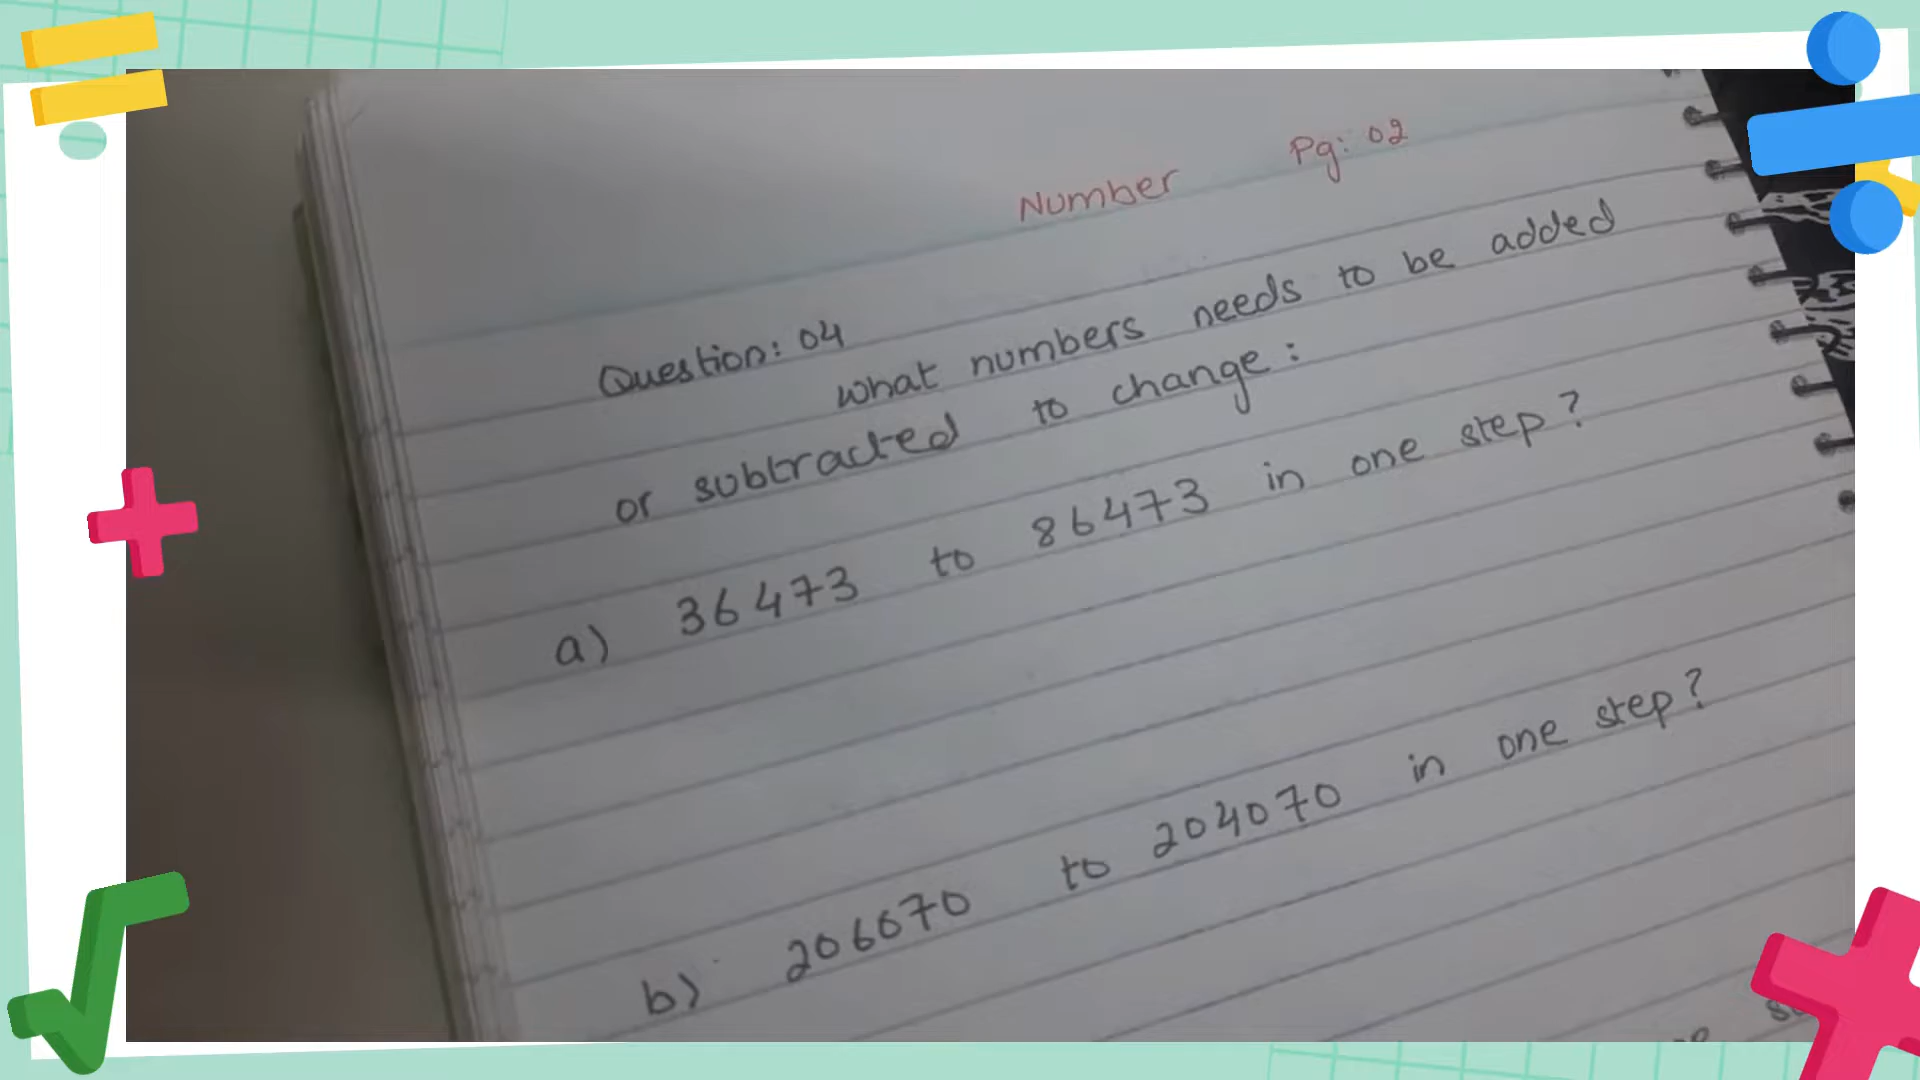 Number Pg: 02
Question: 04
what numbers needs to be added
or subtracted to change:
a) 36473 to 86473 in one step?
b) 206070 to 204070 in one step?